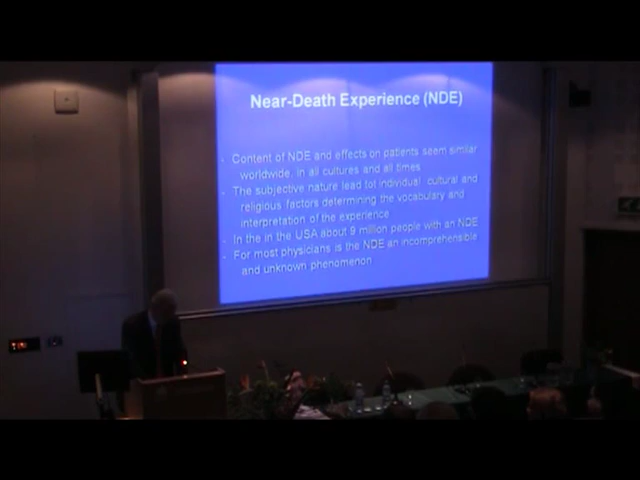 Near-Death Experience (NDE)
- Content of NDE and effects on patients seem similar
worldwide, in all cultures and all times
- The subjective nature lead tot individual cultural and
religious factors determining the vocabulary and
interpretation of the experience
- In the in the USA about 9 million people with an NDE
- For most physicians is the NDE an incomprehensible
and unknown phenomenon